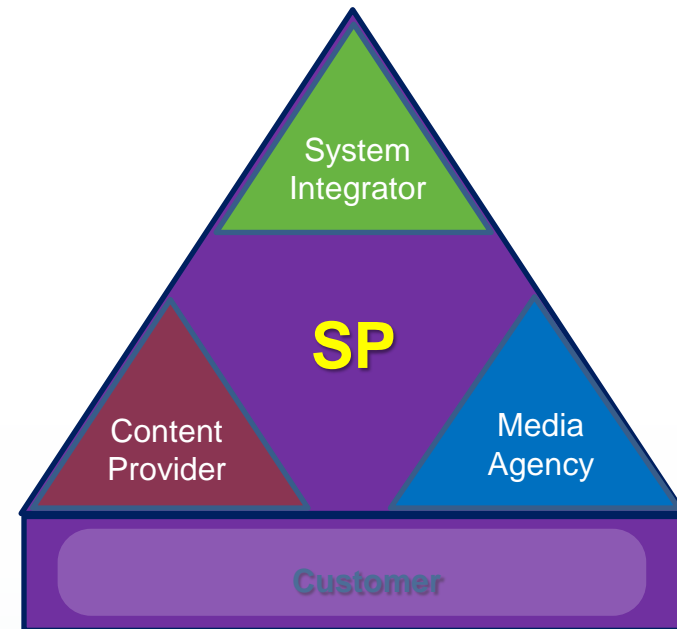 System
Integrator
SP
Content
Provider
Media
Agency
Customer